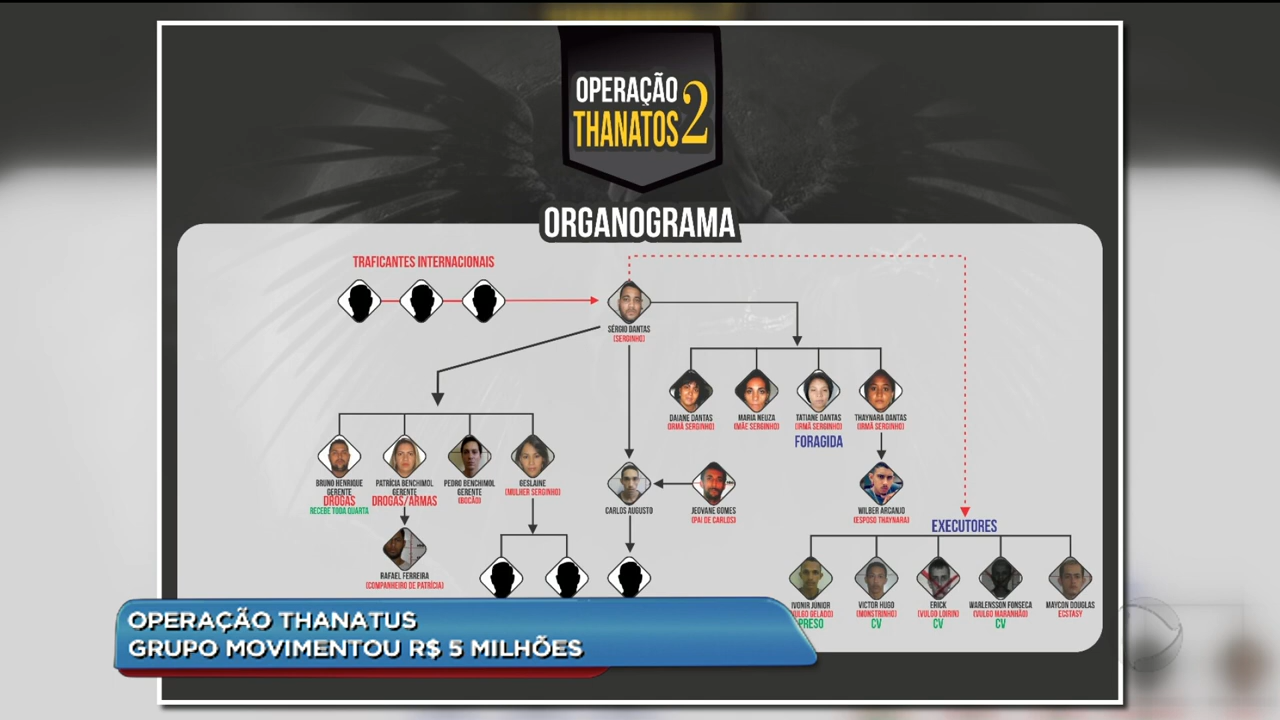 OPERAÇÃO
THANATOS 2
ORGANOGRAMA
TRAFICANTES INTERNACIONAIS
SÉRGIO DANTAS
(SERGINHO)
DAIANE DANTAS
(IRMÃ SERGINHO)
MARIA NEUZA
(MÃE SERGINHO)
TATIANE DANTAS
(IRMÃ SERGINHO)
FORAGIDA
THAYNARA DANTAS
(IRMÃ SERGINHO)
BRUNO HENRIQUE
GERENTE
DROGAS
RECEBE TODA QUARTA
PATRÍCIA BENCHIMOL
GERENTE
DROGAS/ARMAS
PEDRO BENCHIMOL
GERENTE
(BOCÃO)
GESLAINE
(MULHER SERGINHO)
CARLOS AUGUSTO
JEOVANE GOMES
(PAI DE CARLOS)
WILBER ARCANJO
(ESPOSO THAYNARA)
EXECUTORES
RAFAEL FERREIRA
(COMPANHEIRO DE PATRÍCIA)
IVONIR JÚNIOR
(VULGO GELADO)
PRESO
VICTOR HUGO
(MONSTRINHO)
CV
ERICK
(VULGO LOIRIN)
CV
WARLENSSON FONSECA
(VULGO MARANHÃO)
CV
MAYCON DOUGLAS
ECSTASY
OPERAÇÃO THANATUS
GRUPO MOVIMENTOU R$ 5 MILHÕES